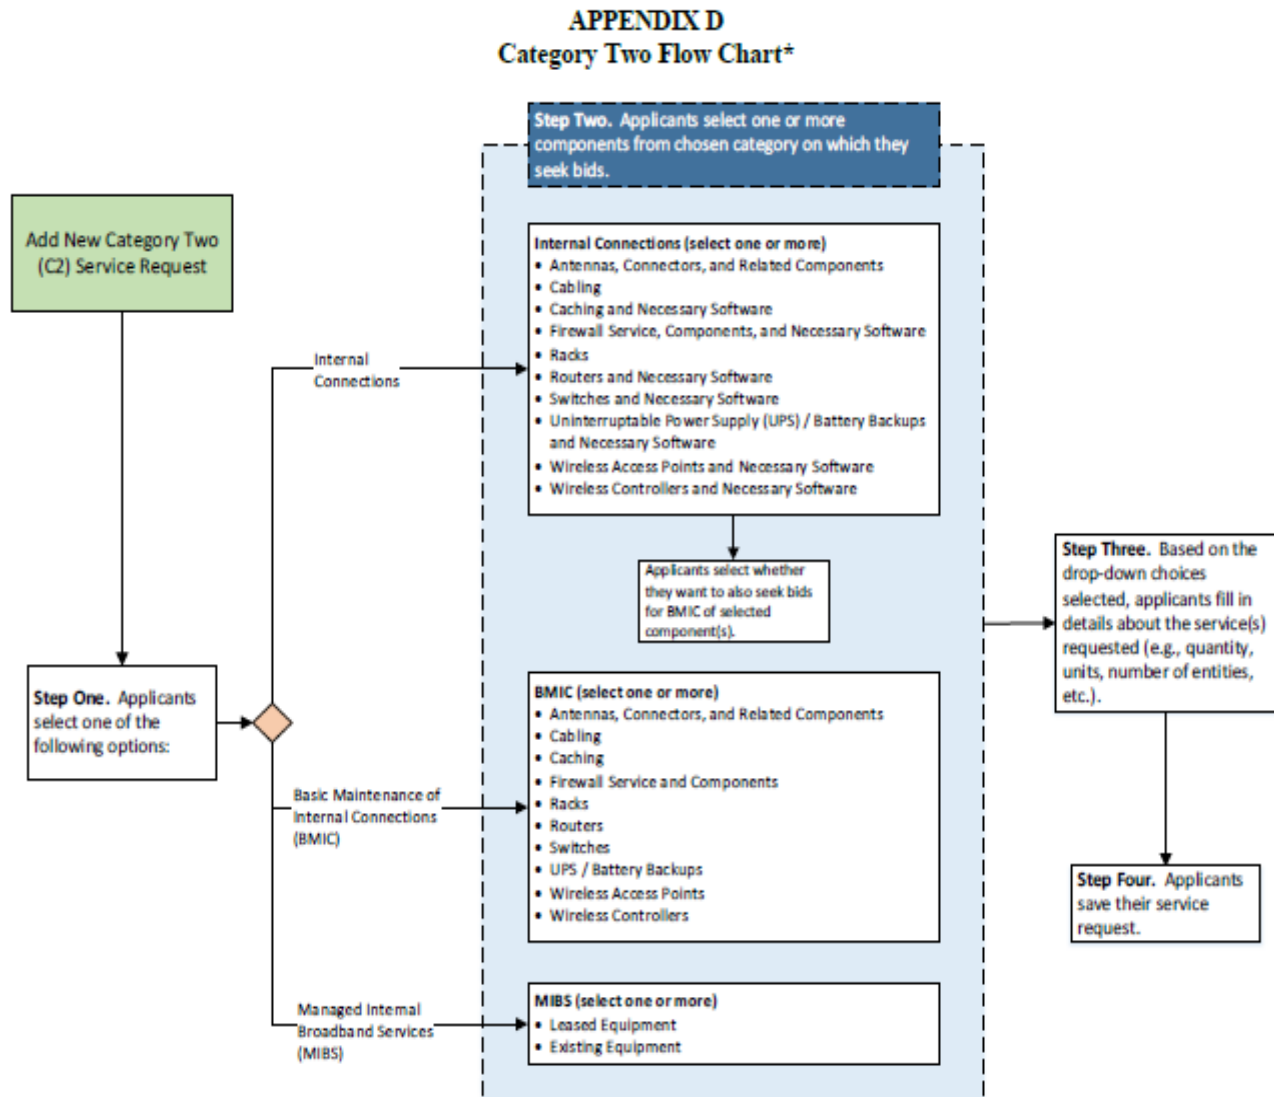 APPENDIX D
Category Two Flow Chart*
Step Two. Applicants select one or more
components from chosen category on which they
seek bids.
Add New Category Two
(C2) Service Request
Internal Connections (select one or more)
• Antennas, Connectors, and Related Components
• Cabling
• Caching and Necessary Software
• Firewall Service, Components, and Necessary Software
• Racks
• Routers and Necessary Software
• Switches and Necessary Software
• Uninterruptable Power Supply (UPS) / Battery Backups
and Necessary Software
• Wireless Access Points and Necessary Software
• Wireless Controllers and Necessary Software
Internal
Connections
Applicants select whether
they want to also seek bids
for BMIC of selected
component(s).
Step Three. Based on the
drop-down choices
selected, applicants fill in
details about the service(s)
requested (e.g., quantity,
units, number of entities,
etc.).
Step One. Applicants
select one of the
following options:
BMIC (select one or more)
• Antennas, Connectors, and Related Components
• Cabling
• Caching
• Firewall Service and Components
• Racks
• Routers
• Switches
• UPS / Battery Backups
• Wireless Access Points
• Wireless Controllers
Basic Maintenance of
Internal Connections
(BMIC)
Step Four. Applicants
save their service
request.
Managed Internal
Broadband Services
(MIBS)
MIBS (select one or more)
• Leased Equipment
• Existing Equipment